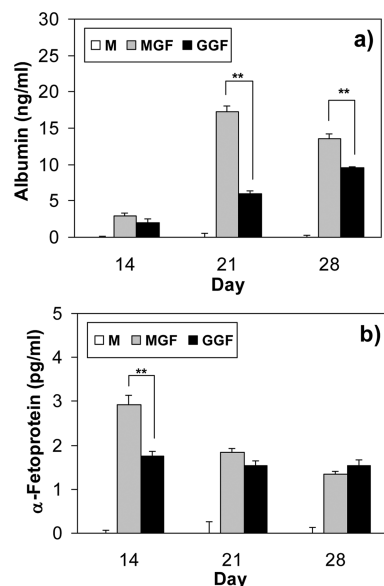 a)
M MGF GGF
30
25
20
15
10
5
0
Albumin (ng/ml)
**
**
14 21 28
Day
b)
M MGF GGF
5
4
3
2
1
0
α-Fetoprotein (pg/ml)
**
14 21 28
Day